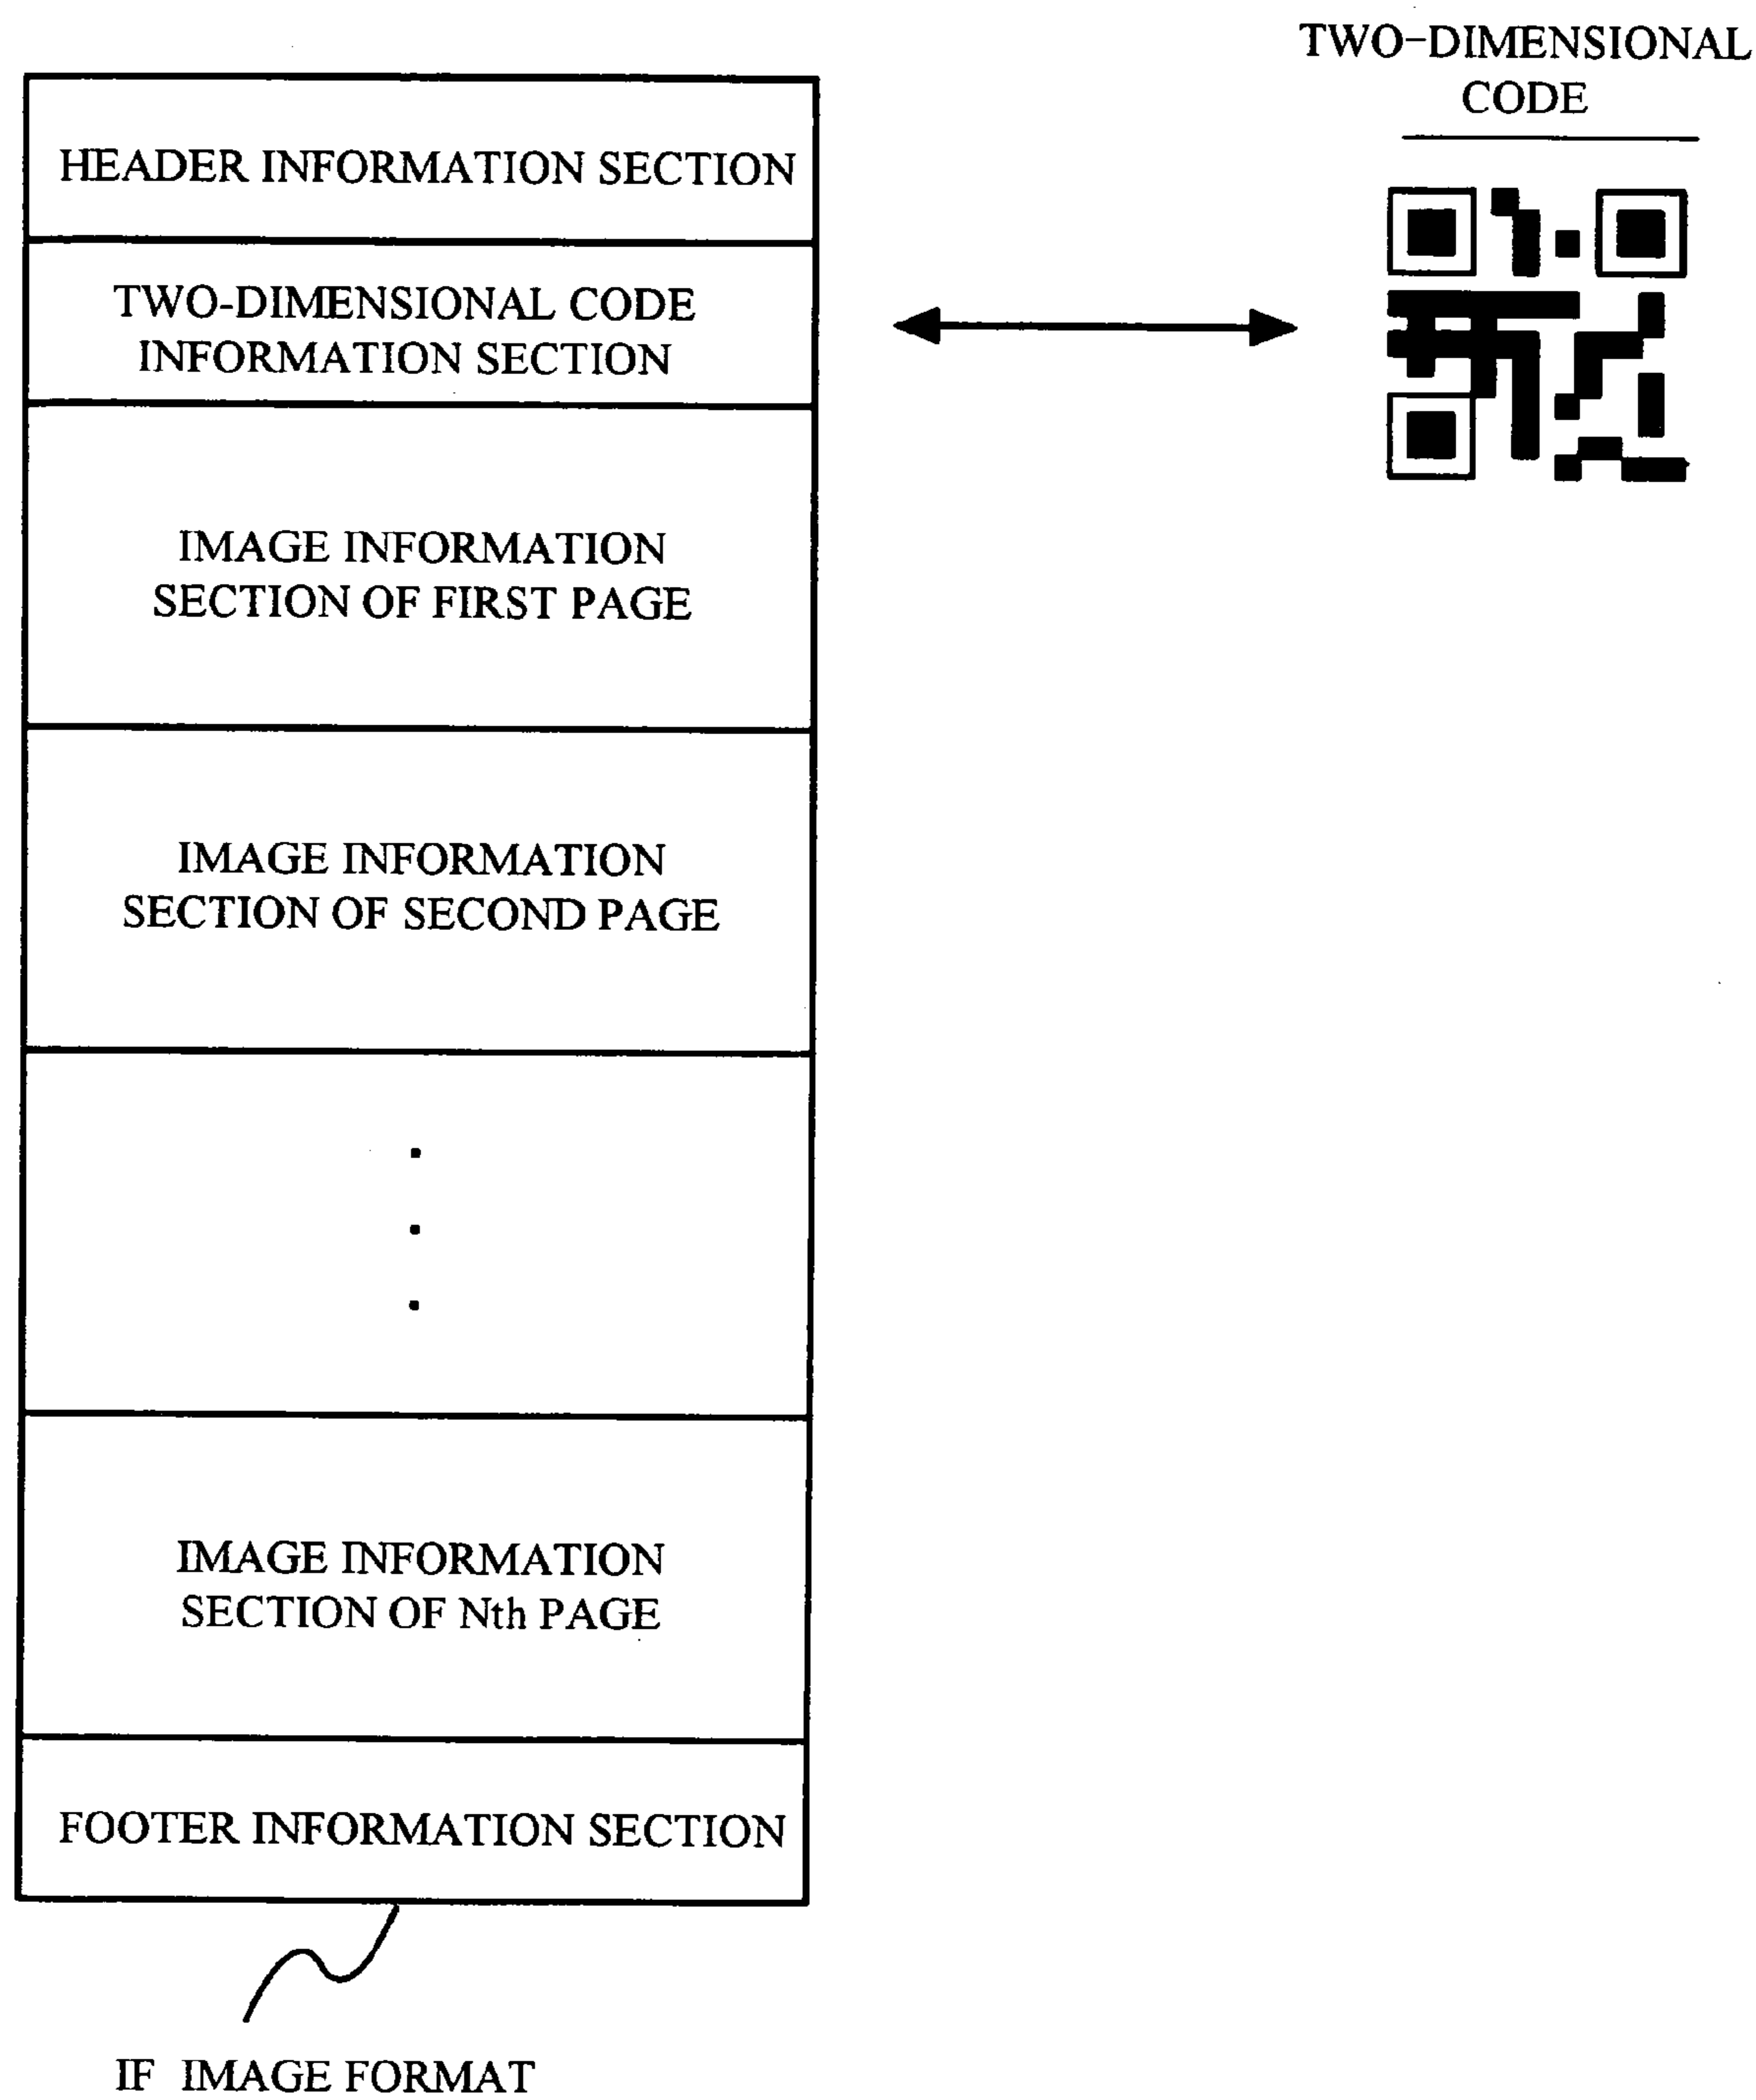 TWO-DIMENSIONAL
CODE
HEADER INFORMATION SECTION
TWO-DIMENSIONAL CODE
INFORMATION SECTION
IMAGE INFORMATION
SECTION OF FIRST PAGE
IMAGE INFORMATION
SECTION OF SECOND PAGE
IMAGE INFORMATION
SECTION OF Nth PAGE
FOOTER INFORMATION SECTION
IF IMAGE FORMAT